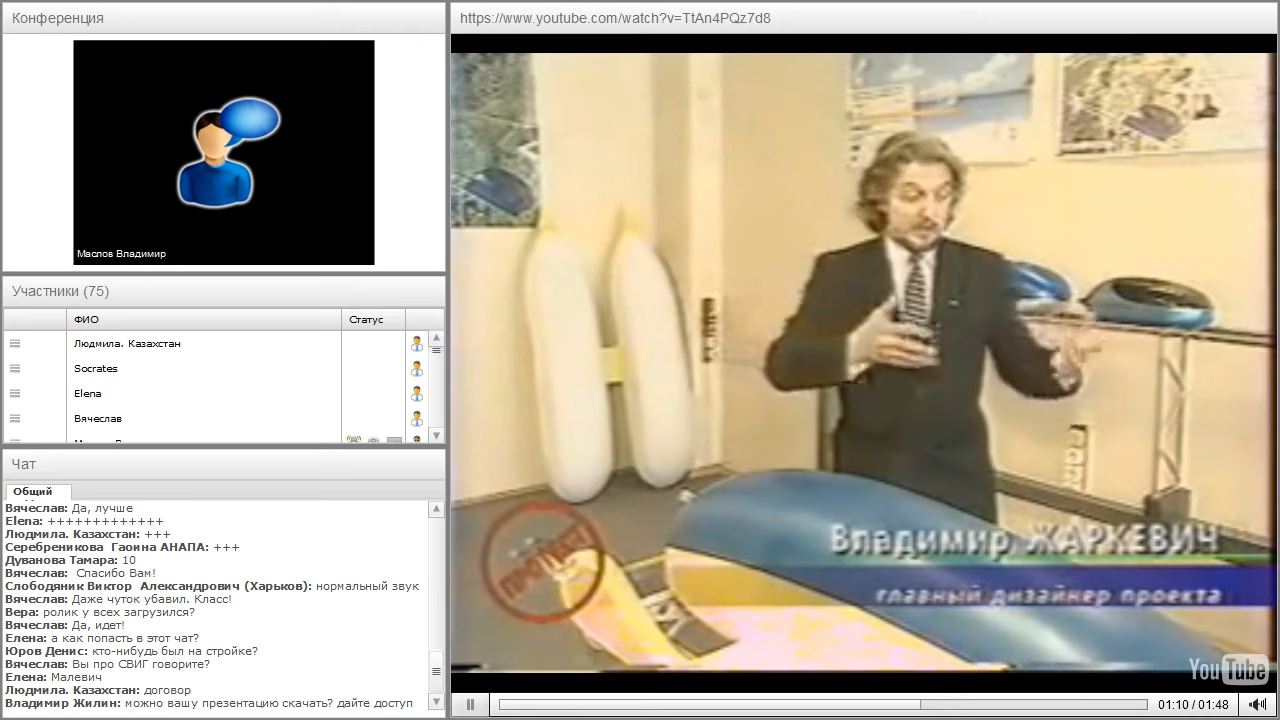 Конференция
Маслов Владимир
Участники (75)
ФИО
Статус
Людмила. Казахстан
Socrates
Elena
Вячеслав
Чат
Общий
Вячеслав: Да, лучше
Elena: +++++++++++++
Людмила. Казахстан: +++
Серебреникова Гаоина АНАПА: +++
Дуванова Тамара: 10
Вячеслав: Спасибо Вам!
Слободяник Виктор Александрович (Харьков): нормальный звук
Вячеслав: Даже чуток убавил. Класс!
Вера: ролик у всех загрузился?
Вячеслав: Да, идет!
Елена: а как попасть в этот чат?
Юров Денис: кто-нибудь был на стройке?
Вячеслав: Вы про СВИГ говорите?
Елена: Малевич
Людмила. Казахстан: договор
Владимир Жилин: можно вашу презентацию скачать? дайте доступ
https://www.youtube.com/watch?v=TtAn4PQz7d8
Владимир ЖАРКЕВИЧ
главный дизайнер проекта
YouTube
01:10 / 01:48